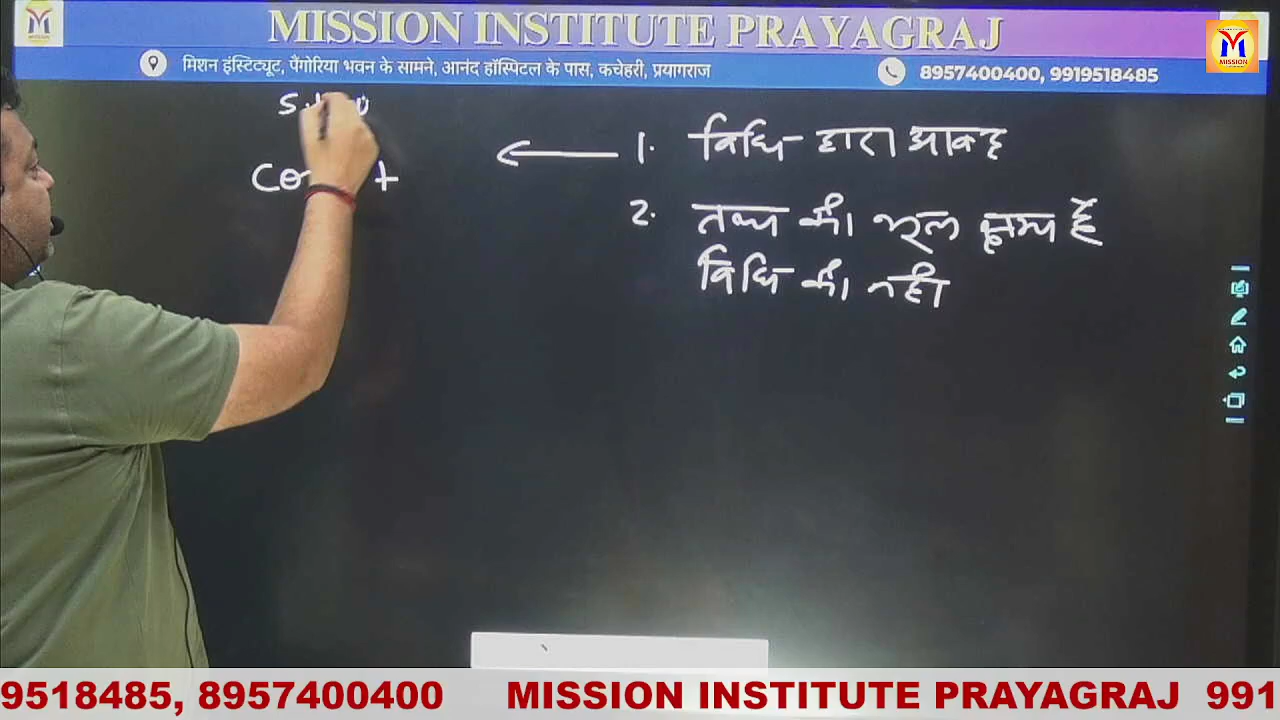 MISSION INSTITUTE PRAYAGRAJ
मिशन इंस्टिट्यूट, पैंगोरिया भवन के सामने, आनंद हॉस्पिटल के पास, कचेहरी, प्रयागराज
8957400400, 9919518485
MISSION
1. विधि द्वारा आबद्ध
2. तथ्य की भूल क्षम्य है
विधि की नहीं
9518485, 8957400400 MISSION INSTITUTE PRAYAGRAJ 991